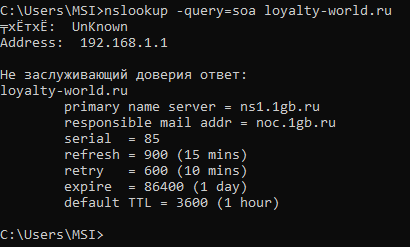 C:\Users\MSI>nslookup -query=soa loyalty-world.ru
╤хЁтхЁ:  UnKnown
Address:  192.168.1.1

Не заслуживающий доверия ответ:
loyalty-world.ru
        primary name server = ns1.1gb.ru
        responsible mail addr = noc.1gb.ru
        serial  = 85
        refresh = 900 (15 mins)
        retry   = 600 (10 mins)
        expire  = 86400 (1 day)
        default TTL = 3600 (1 hour)

C:\Users\MSI>